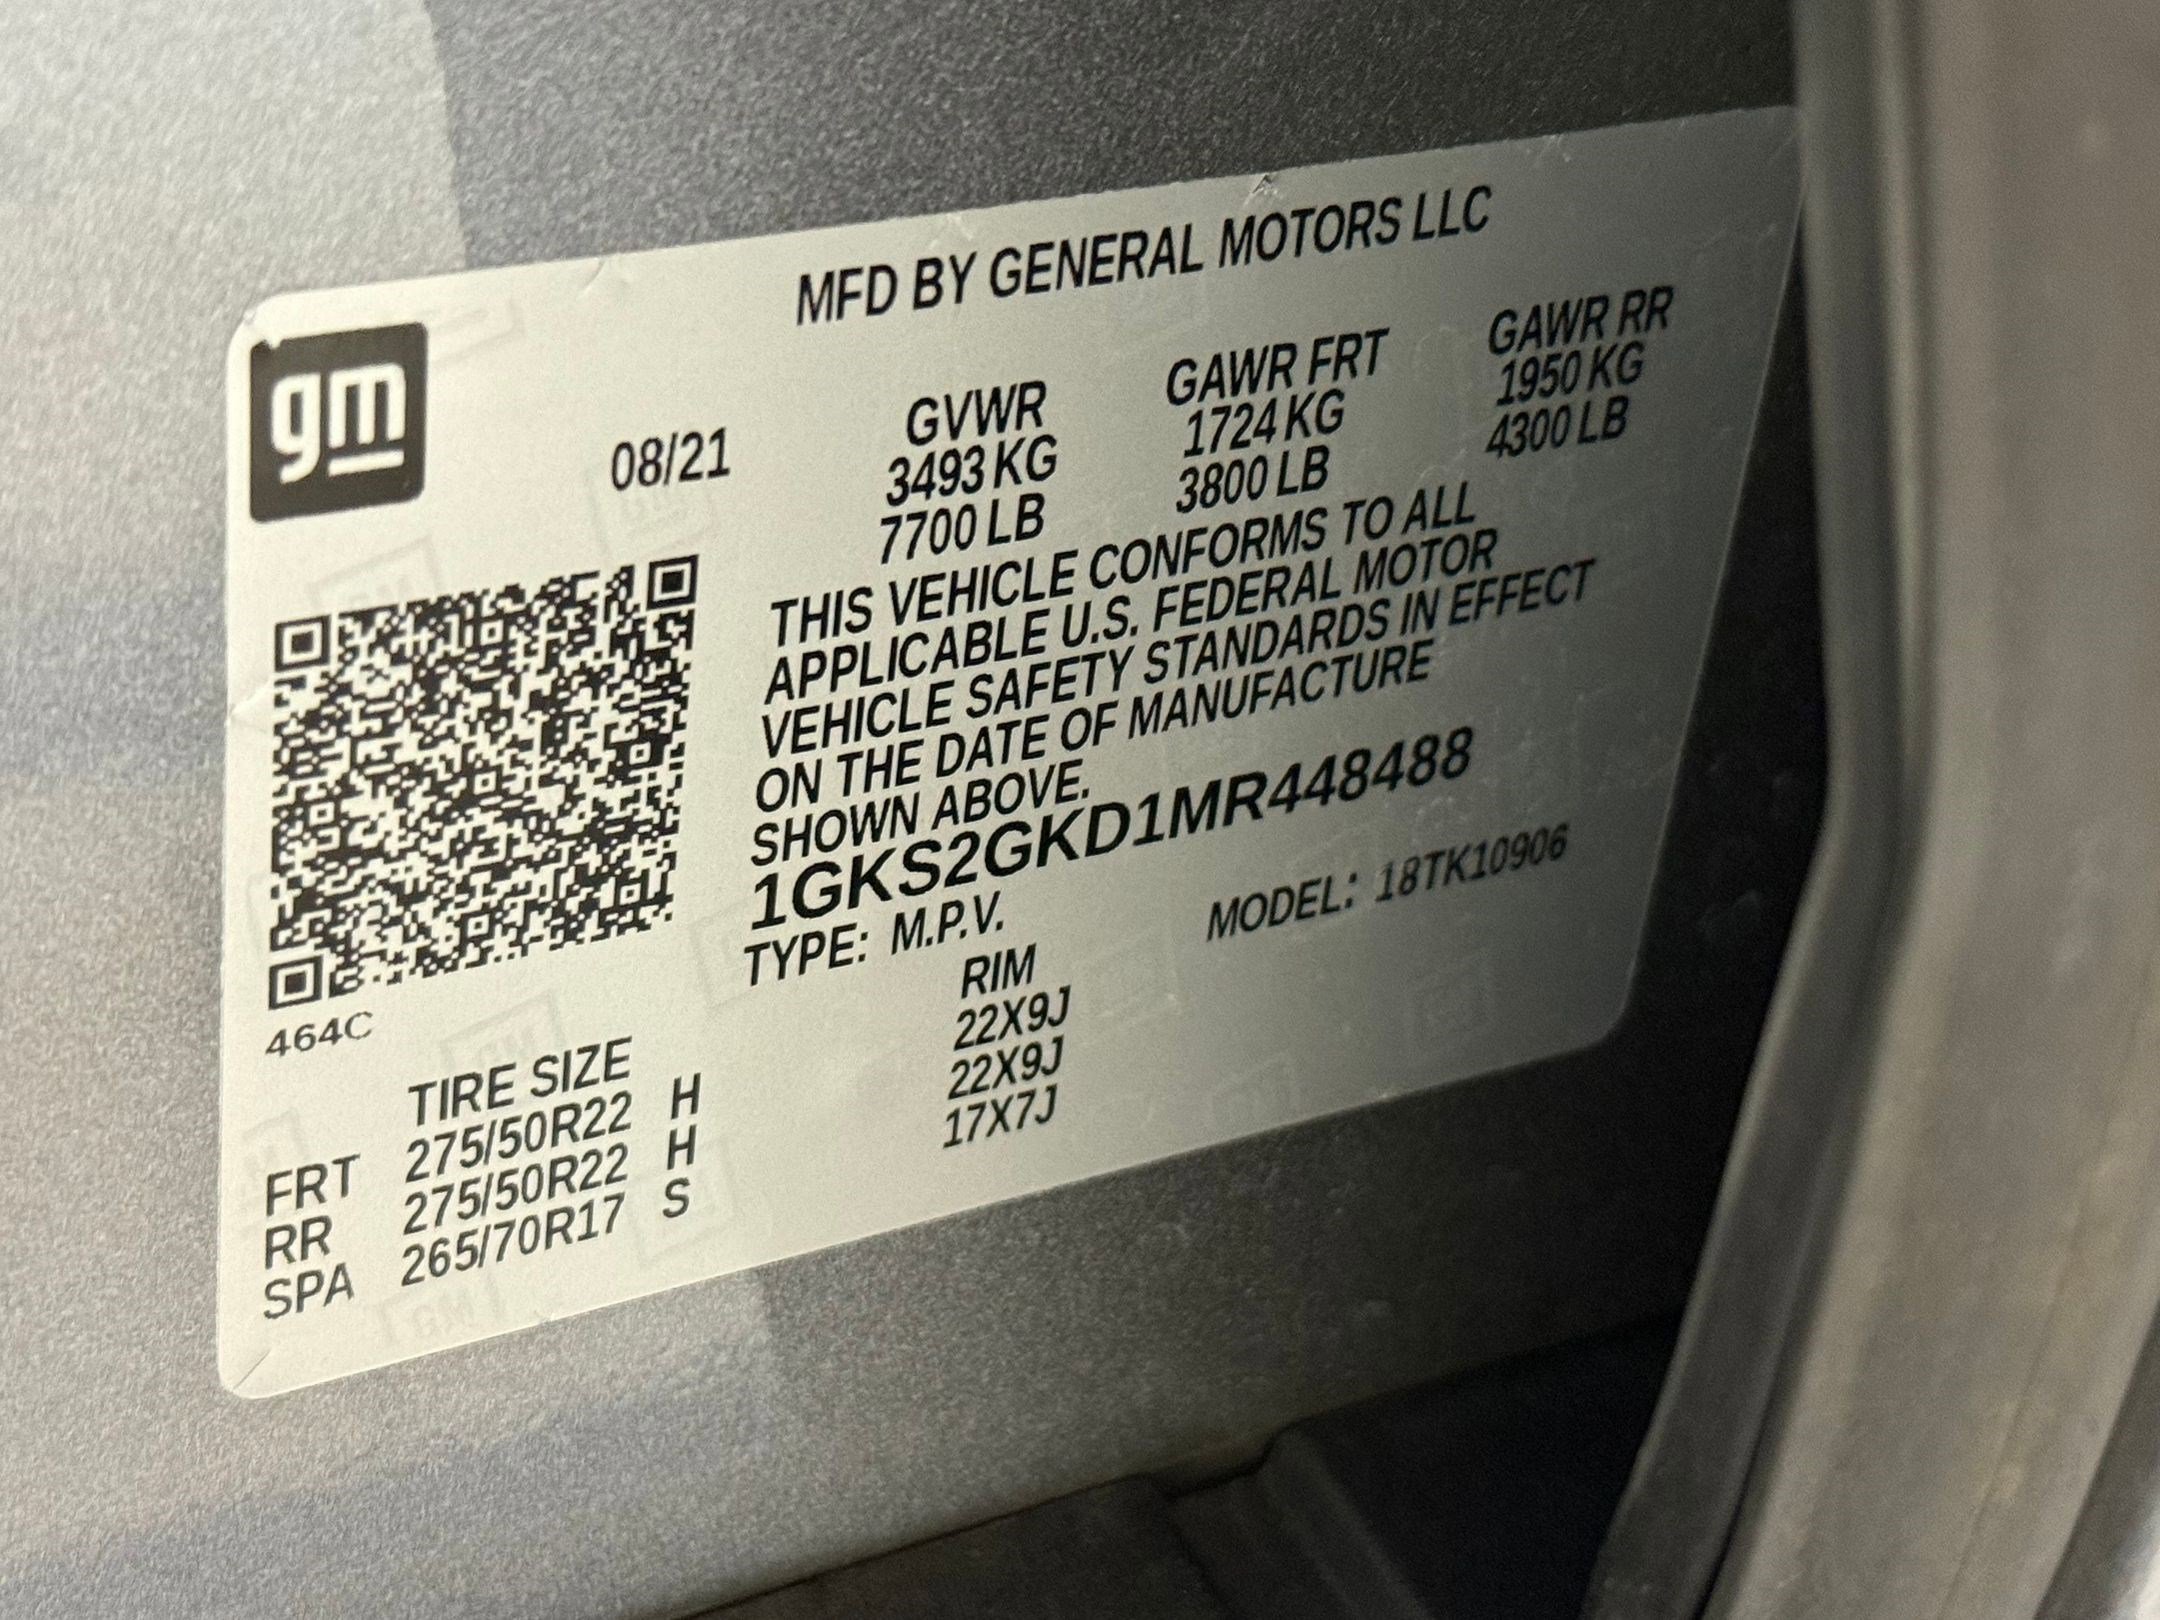 MFD BY GENERAL MOTORS LLC
gm
08/21
GVWR GAWR FRT GAWR RR
3493 KG 1724 KG 1950 KG
7700 LB 3800 LB 4300 LB
THIS VEHICLE CONFORMS TO ALL
APPLICABLE U.S. FEDERAL MOTOR
VEHICLE SAFETY STANDARDS IN EFFECT
ON THE DATE OF MANUFACTURE
SHOWN ABOVE.
1GKS2GKD1MR448488
TYPE: M.P.V. MODEL: 18TK10906
464C
TIRE SIZE RIM
FRT 275/50R22 H 22X9J
RR 275/50R22 H 22X9J
SPA 265/70R17 S 17X7J